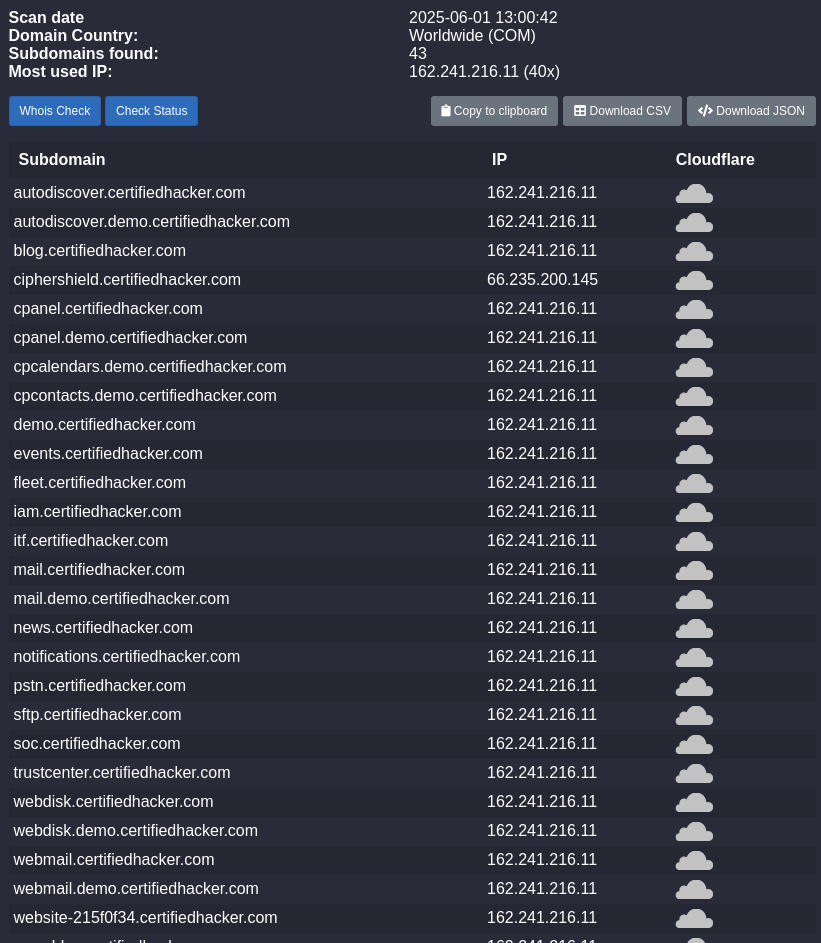 Scan date 2025-06-01 13:00:42
Domain Country: Worldwide (COM)
Subdomains found: 43
Most used IP: 162.241.216.11 (40x)
Whois Check Check Status Copy to clipboard Download CSV Download JSON
Subdomain IP Cloudflare
autodiscover.certifiedhacker.com 162.241.216.11
autodiscover.demo.certifiedhacker.com 162.241.216.11
blog.certifiedhacker.com 162.241.216.11
ciphershield.certifiedhacker.com 66.235.200.145
cpanel.certifiedhacker.com 162.241.216.11
cpanel.demo.certifiedhacker.com 162.241.216.11
cpcalendars.demo.certifiedhacker.com 162.241.216.11
cpcontacts.demo.certifiedhacker.com 162.241.216.11
demo.certifiedhacker.com 162.241.216.11
events.certifiedhacker.com 162.241.216.11
fleet.certifiedhacker.com 162.241.216.11
iam.certifiedhacker.com 162.241.216.11
itf.certifiedhacker.com 162.241.216.11
mail.certifiedhacker.com 162.241.216.11
mail.demo.certifiedhacker.com 162.241.216.11
news.certifiedhacker.com 162.241.216.11
notifications.certifiedhacker.com 162.241.216.11
pstn.certifiedhacker.com 162.241.216.11
sftp.certifiedhacker.com 162.241.216.11
soc.certifiedhacker.com 162.241.216.11
trustcenter.certifiedhacker.com 162.241.216.11
webdisk.certifiedhacker.com 162.241.216.11
webdisk.demo.certifiedhacker.com 162.241.216.11
webmail.certifiedhacker.com 162.241.216.11
webmail.demo.certifiedhacker.com 162.241.216.11
website-215f0f34.certifiedhacker.com 162.241.216.11